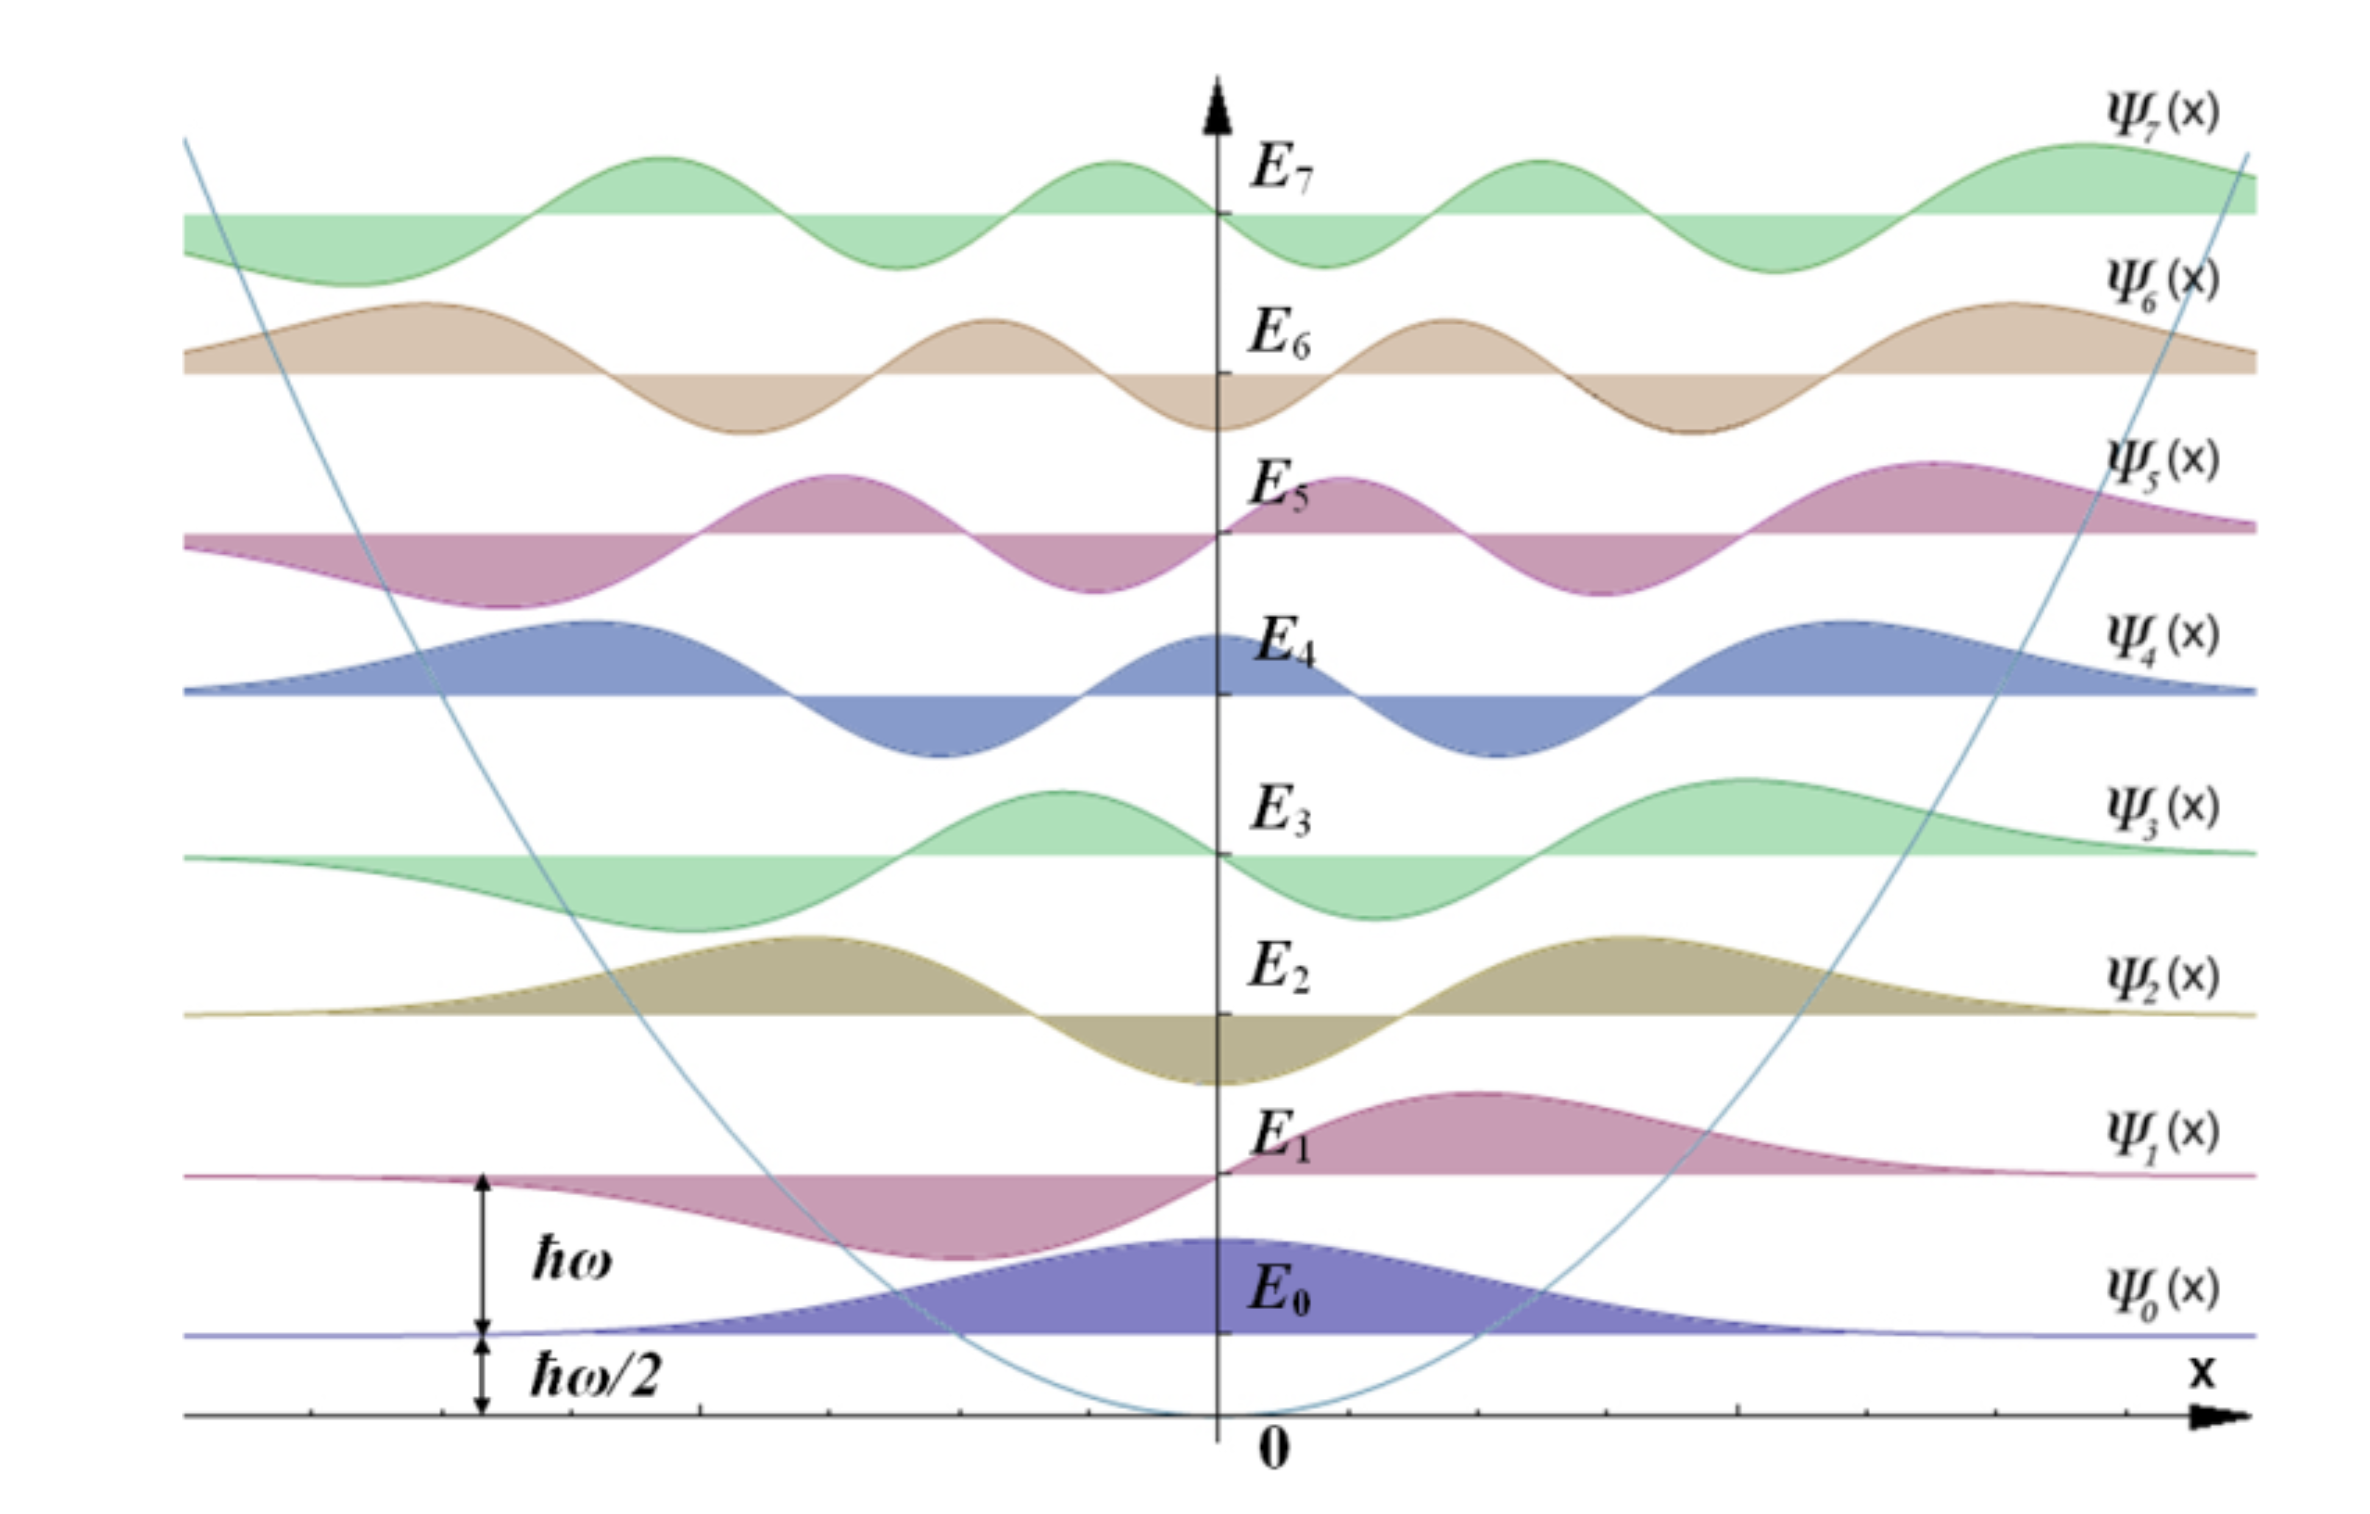 ψ₇(x)
E₇
ψ₆(x)
E₆
ψ₅(x)
E₅
ψ₄(x)
E₄
ψ₃(x)
E₃
ψ₂(x)
E₂
ψ₁(x)
E₁
ħω
E₀
ψ₀(x)
ħω/2
x
0